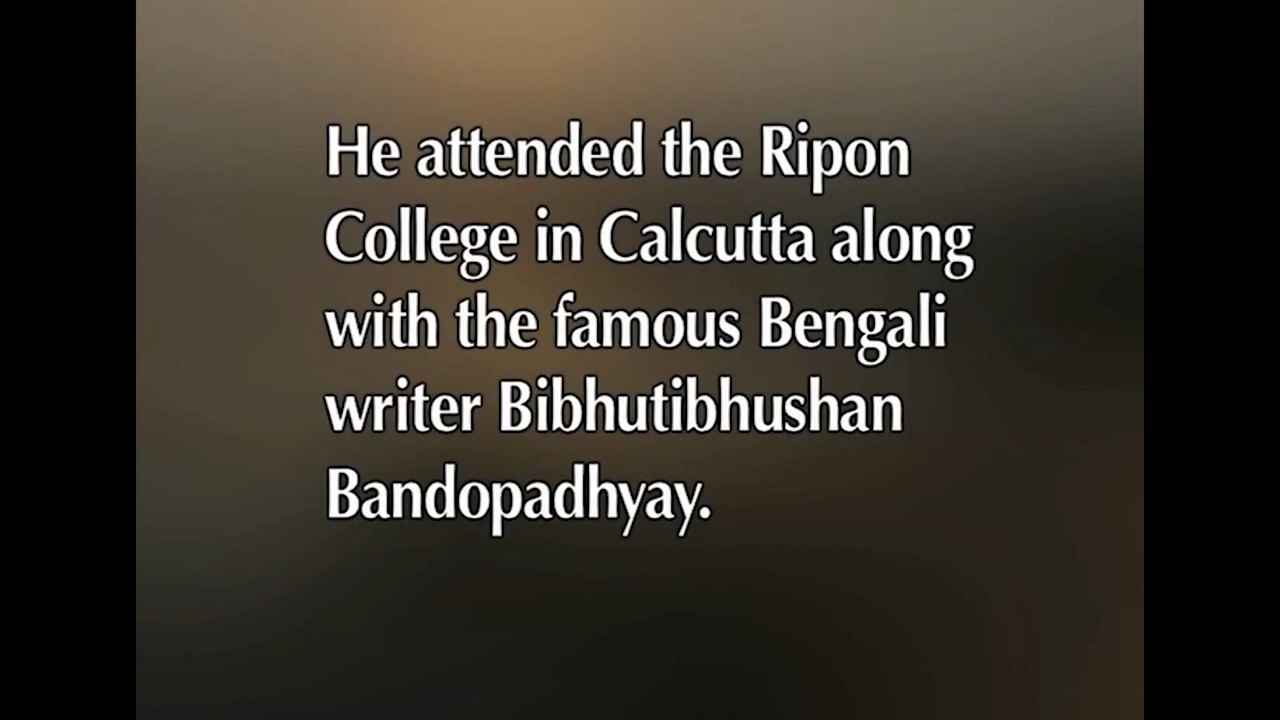 He attended the Ripon
College in Calcutta along
with the famous Bengali
writer Bibhutibhushan
Bandopadhyay.